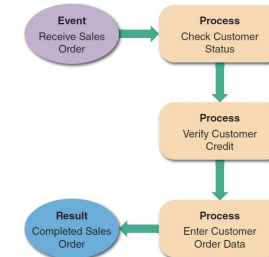 Event
Receive Sales
Order
Process
Check Customer
Status
Process
Verify Customer
Credit
Process
Enter Customer
Order Data
Result
Completed Sales
Order